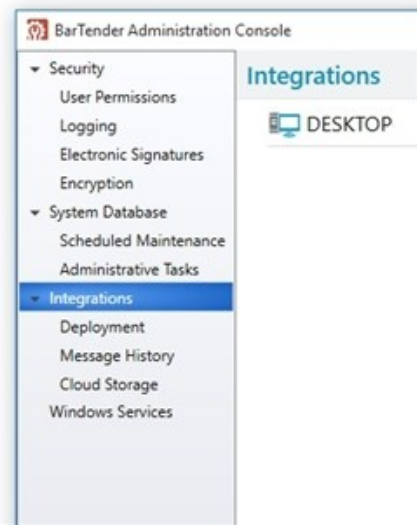 BarTender Administration Console
Security
User Permissions
Logging
Electronic Signatures
Encryption
System Database
Scheduled Maintenance
Administrative Tasks
Integrations
Deployment
Message History
Cloud Storage
Windows Services
Integrations
DESKTOP